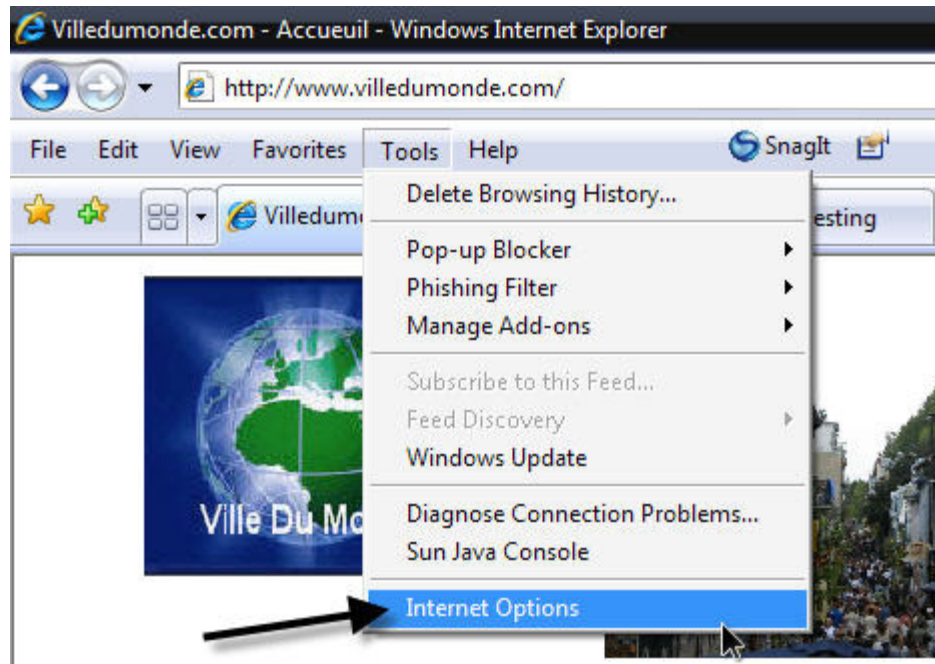 Villedumonde.com - Accueuil - Windows Internet Explorer
http://www.villedumonde.com/
File Edit View Favorites Tools Help SnagIt
Delete Browsing History...
Villedum
esting
Pop-up Blocker
Phishing Filter
Manage Add-ons
Subscribe to this Feed...
Feed Discovery
Windows Update
Ville Du Mo
Diagnose Connection Problems...
Sun Java Console
Internet Options